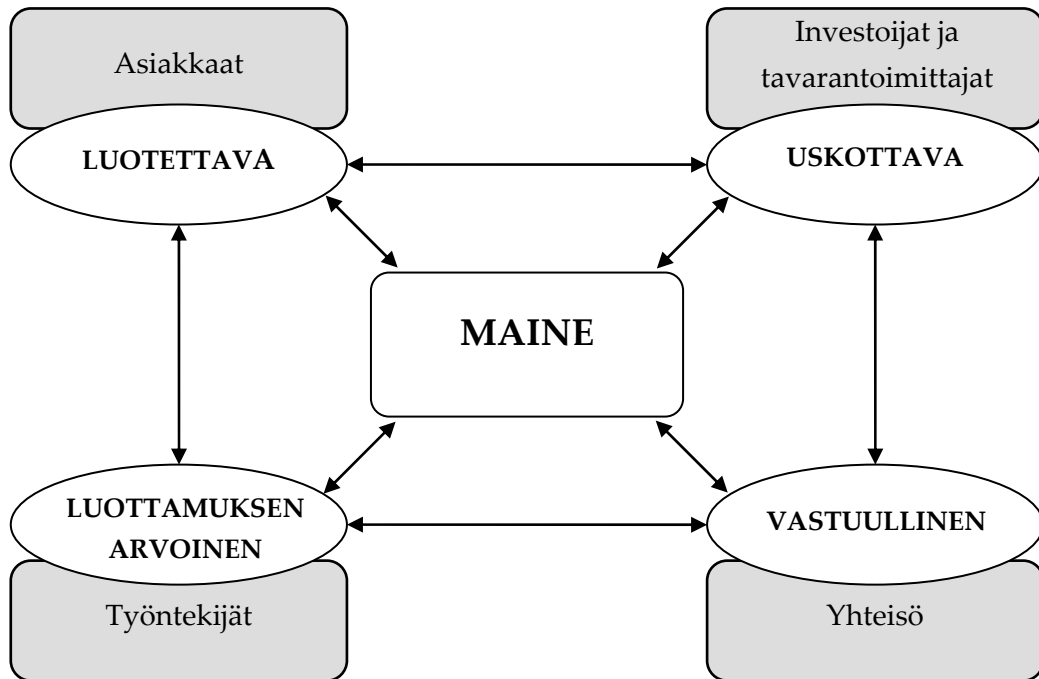 Asiakkaat
Investoijat ja
tavarantoimittajat
LUOTETTAVA
USKOTTAVA
MAINE
LUOTTAMUKSEN
ARVOINEN
VASTUULLINEN
Työntekijät
Yhteisö